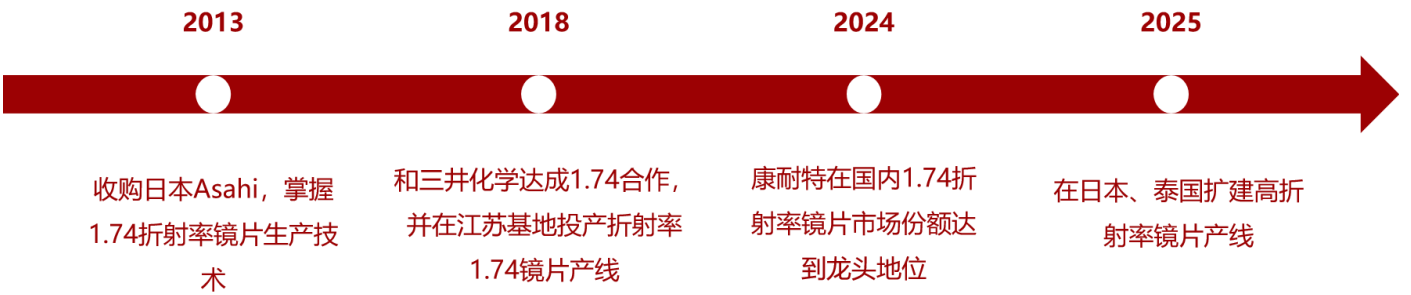 2013
收购日本Asahi，掌握
1.74折射率镜片生产技
术
2018
和三井化学达成1.74合作，
并在江苏基地投产折射率
1.74镜片产线
2024
康耐特在国内1.74折
射率镜片市场份额达
到龙头地位
2025
在日本、泰国扩建高折
射率镜片产线